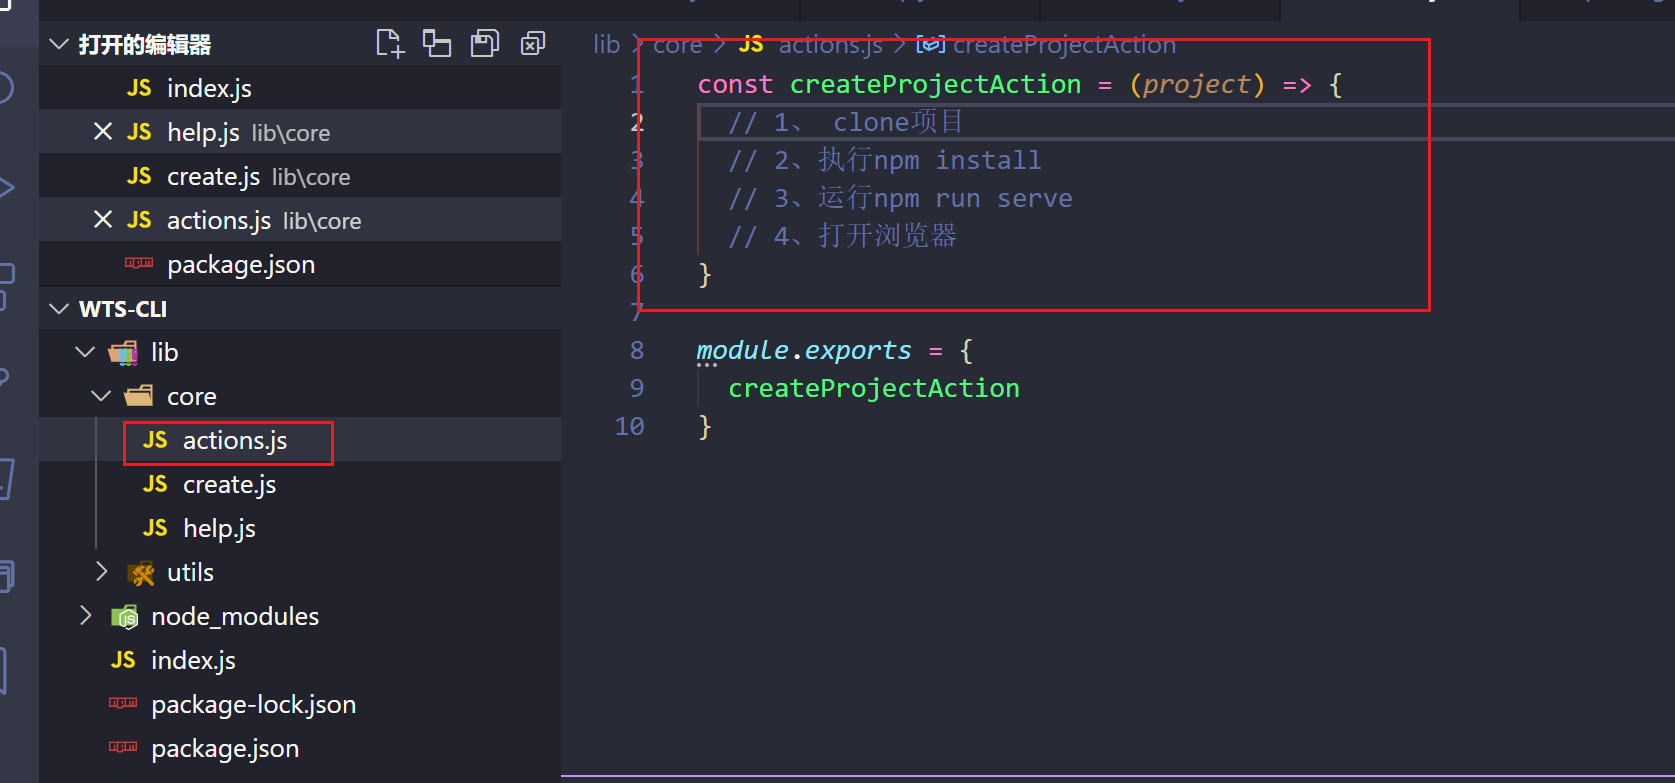 打开的编辑器
JS index.js
JS help.js lib\core
JS create.js lib\core
JS actions.js lib\core
package.json
WTS-CLI
lib
core
JS actions.js
JS create.js
JS help.js
utils
node_modules
JS index.js
package-lock.json
package.json
lib > core > JS actions.js > createProjectAction
1 const createProjectAction = (project) => {
2 // 1、 clone项目
3 // 2、执行npm install
4 // 3、运行npm run serve
5 // 4、打开浏览器
6 }
7
8 module.exports = {
9 createProjectAction
10 }